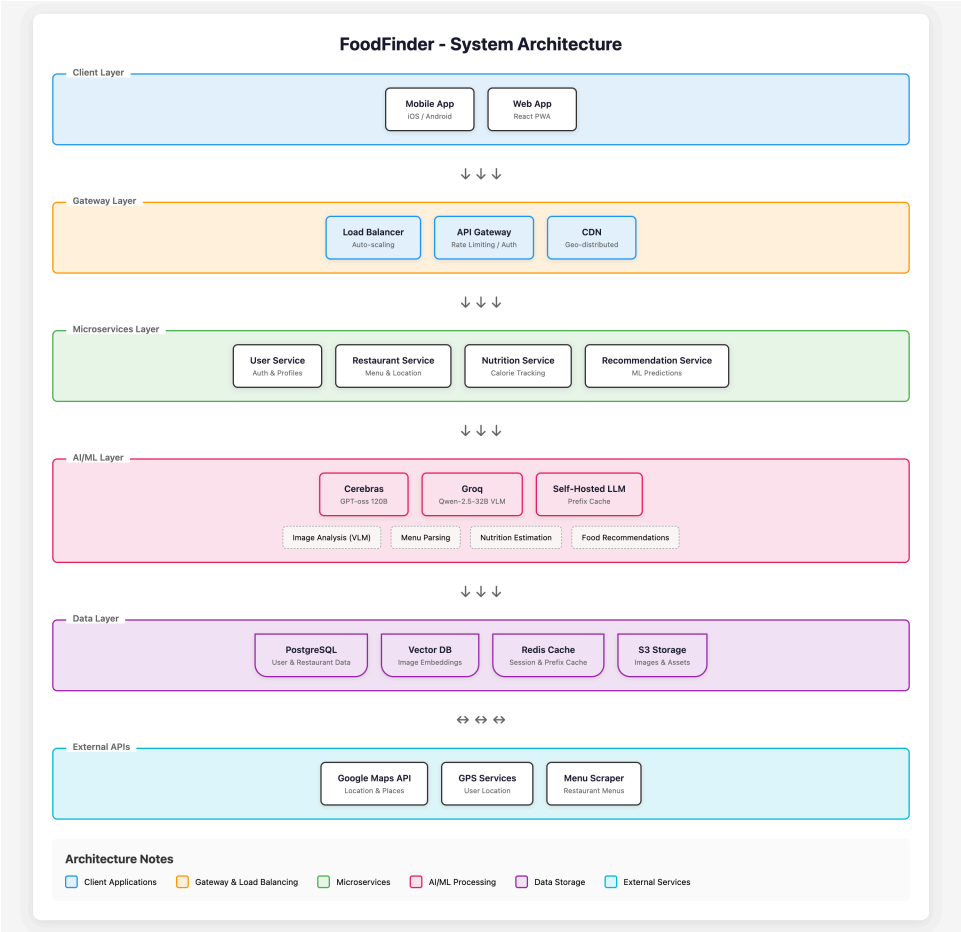 FoodFinder - System Architecture
Client Layer
Mobile App
iOS / Android
Web App
React PWA
Gateway Layer
Load Balancer
Auto-scaling
API Gateway
Rate Limiting / Auth
CDN
Geo-distributed
Microservices Layer
User Service
Auth & Profiles
Restaurant Service
Menu & Location
Nutrition Service
Calorie Tracking
Recommendation Service
ML Predictions
AI/ML Layer
Cerebras
GPT-oss 120B
Groq
Qwen-2.5-32B VLM
Self-Hosted LLM
Prefix Cache
Image Analysis (VLM)
Menu Parsing
Nutrition Estimation
Food Recommendations
Data Layer
PostgreSQL
User & Restaurant Data
Vector DB
Image Embeddings
Redis Cache
Session & Prefix Cache
S3 Storage
Images & Assets
External APIs
Google Maps API
Location & Places
GPS Services
User Location
Menu Scraper
Restaurant Menus
Architecture Notes
Client Applications
Gateway & Load Balancing
Microservices
AI/ML Processing
Data Storage
External Services